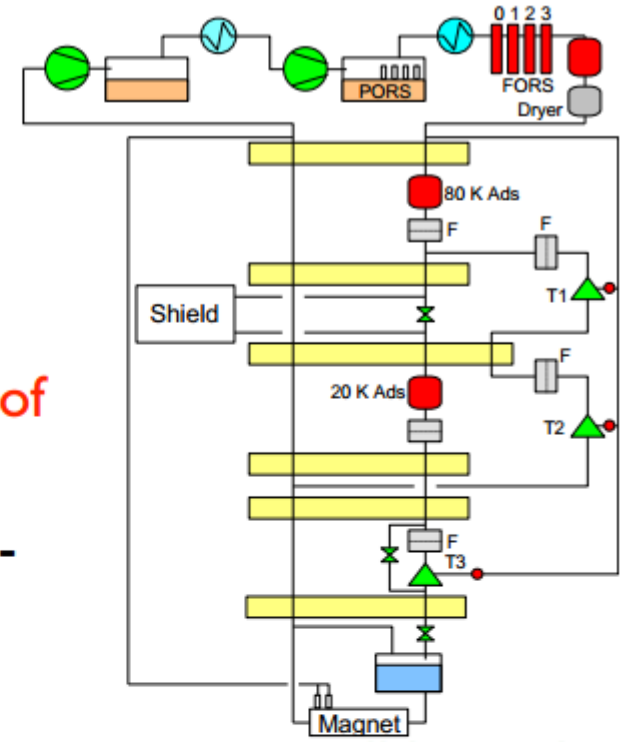 0 1 2 3
PORS
FORS
Dryer
80 K Ads
F
F
T1
Shield
F
20 K Ads
T2
F
T3
Magnet
of
-